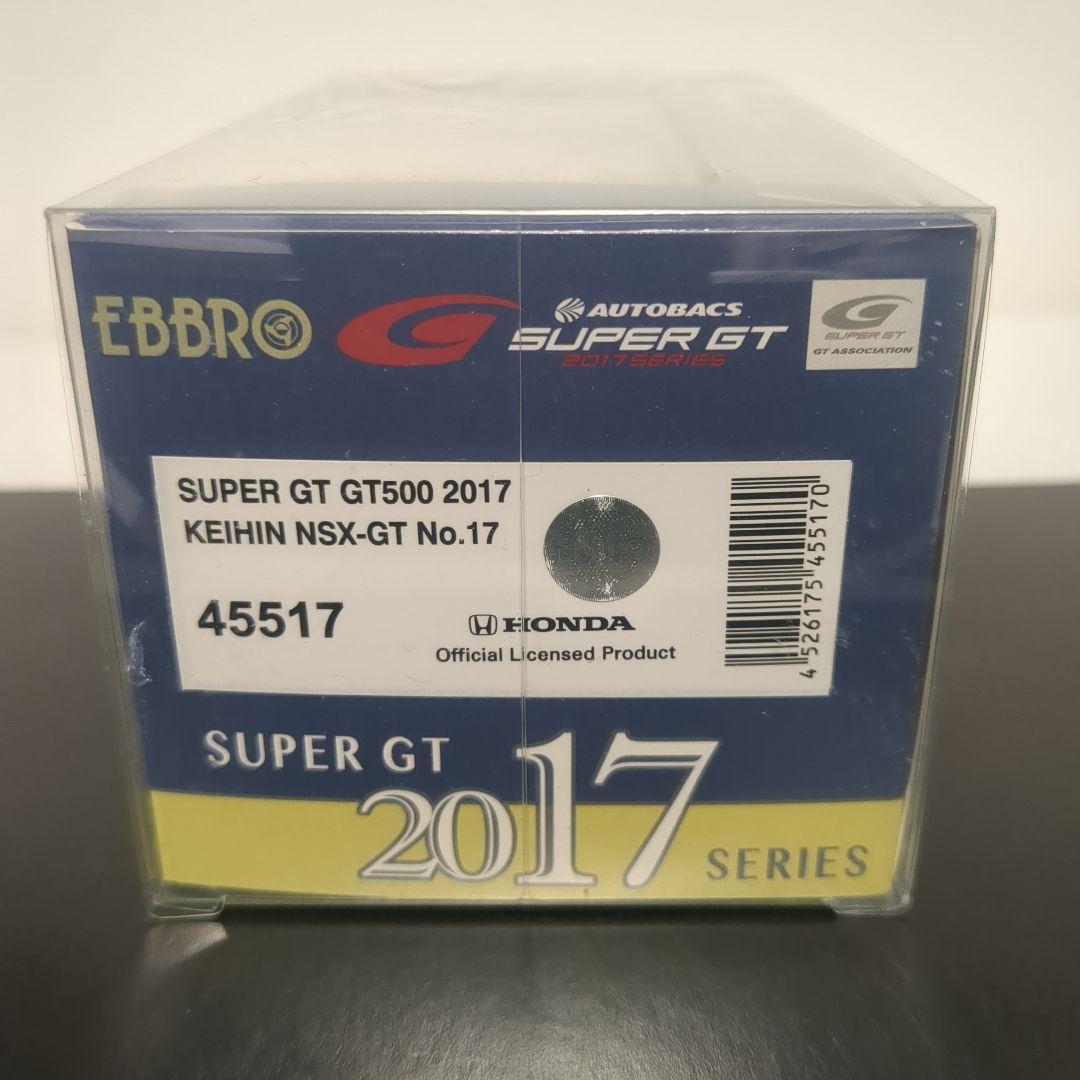 EBBRO
AUTOBACS
SUPER GT
2017 SERIES
SUPER GT
GT ASSOCIATION
SUPER GT GT500 2017
KEIHIN NSX-GT No.17
45517
HONDA
Official Licensed Product
4 526175 455170
SUPER GT
2017
SERIES